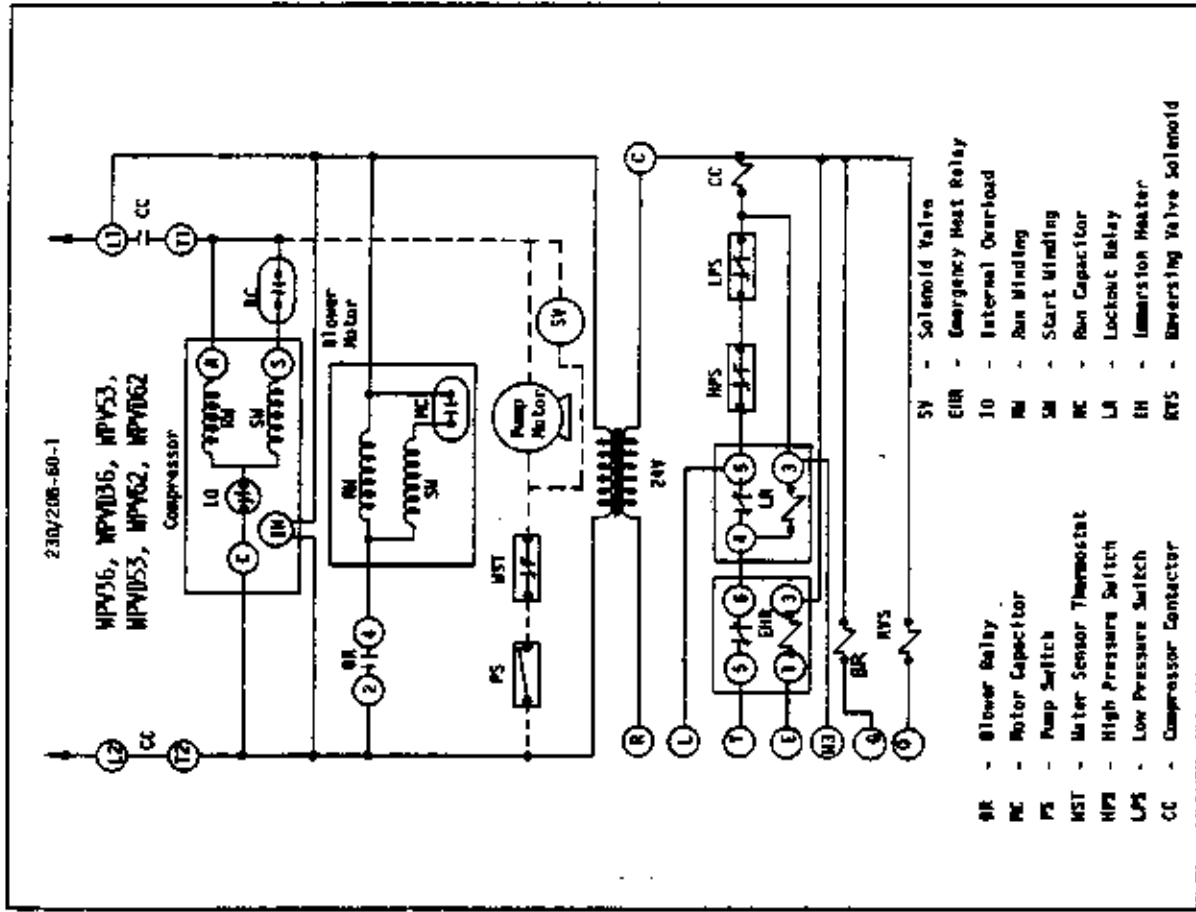 230/208-60-1
WPV36, WPVD36, WPV53,
WPVD53, WPV62, WPVD62
Compressor
L1
CC
T1
L2
CC
T2
C
IO
RW
SW
R
S
RC
Blower
Motor
BR
2
4
RW
SW
MC
PS
WST
Pump
Motor
SV
24V
R
C
L
T
E
W3
G
O
5
6
EHR
1
3
4
5
LR
3
HPS
LPS
CC
BR
RVS
BR - Blower Relay
MC - Motor Capacitor
PS - Pump Switch
WST - Water Sensor Thermostat
HPS - High Pressure Switch
LPS - Low Pressure Switch
CC - Compressor Contactor
SV - Solenoid Valve
EHR - Emergency Heat Relay
IO - Internal Overload
RW - Run Winding
SW - Start Winding
RC - Run Capacitor
LR - Lockout Relay
IH - Immersion Heater
RVS - Reversing Valve Solenoid